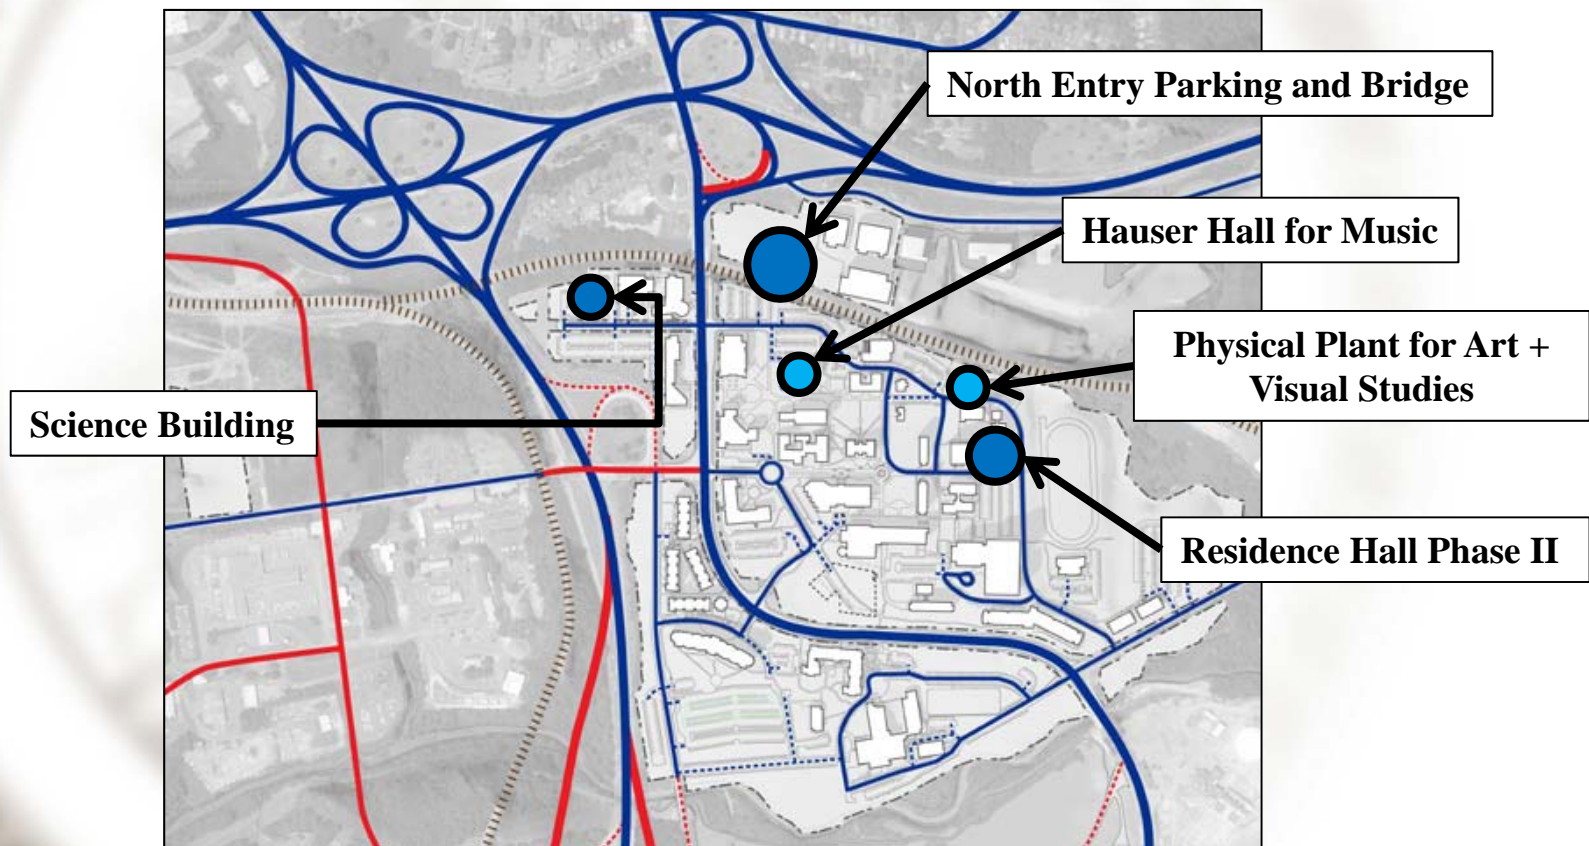 North Entry Parking and Bridge
Hauser Hall for Music
Physical Plant for Art +
Visual Studies
Science Building
Residence Hall Phase II